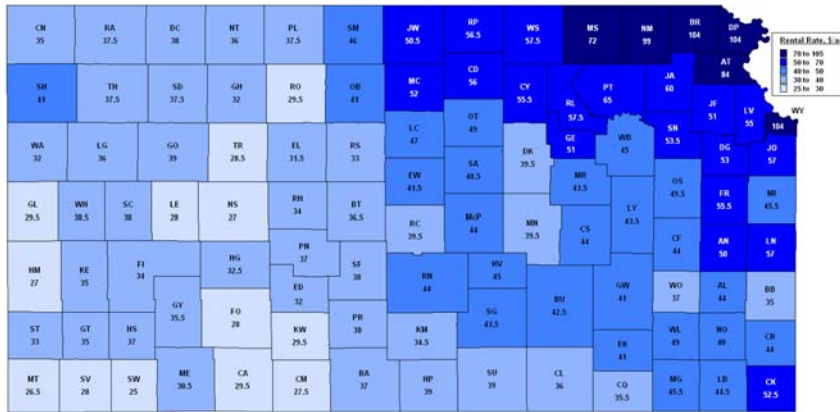 CN
35
RA
37.5
DC
38
NT
36
PL
37.5
SM
46
JW
50.5
RP
56.5
WS
57.5
MS
72
NM
99
BR
104
DP
104
Rental Rate, $/ac
70 to 105
50 to 70
40 to 50
30 to 40
25 to 30
SH
41
TH
37.5
SD
37.5
GH
32
RO
29.5
OB
41
MC
52
CD
56
CY
55.5
RL
57.5
PT
65
JA
60
AT
84
JF
51
LV
55
WY
104
WA
32
LG
36
GO
39
TR
28.5
EL
31.5
RS
33
LC
47
OT
49
SA
40.5
DK
39.5
GE
51
WB
45
SN
53.5
DG
53
JO
57
GL
29.5
WH
38.5
SC
38
LE
28
NS
27
RH
34
BT
36.5
EW
41.5
RC
39.5
McP
44
MN
39.5
MR
43.5
CS
44
LY
43.5
OS
49.5
FR
55.5
MI
45.5
CF
44
AN
50
LN
57
HM
27
KE
35
FI
34
HG
32.5
PN
37
ED
32
SF
38
RN
44
HV
45
BU
42.5
GW
WO
37
AL
44
BB
35
ST
33
GT
35
HS
37
GY
35.5
FO
28
KW
29.5
PR
38
KM
34.5
SG
43.5
EK
41
WL
49
NO
40
CR
44
MT
26.5
SV
28
SW
25
ME
30.5
CA
29.5
CM
27.5
BA
37
HP
39
SU
39
CL
36
CQ
35.5
MG
45.5
LB
44.5
CK
52.5